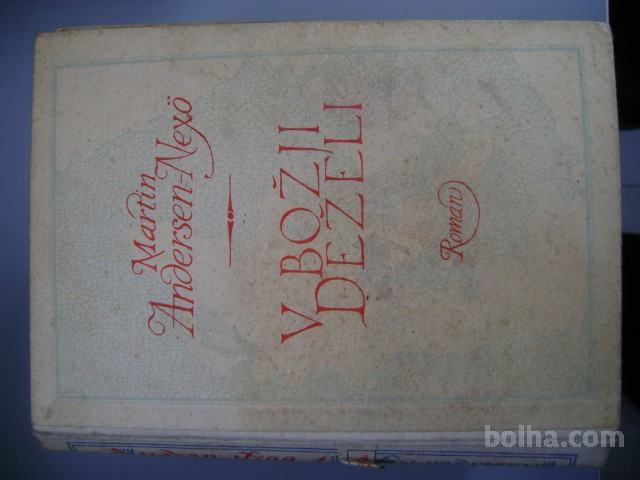 Martin
Andersen-Nexö
V BOŽJI
DEŽELI
Roman
bolha.com